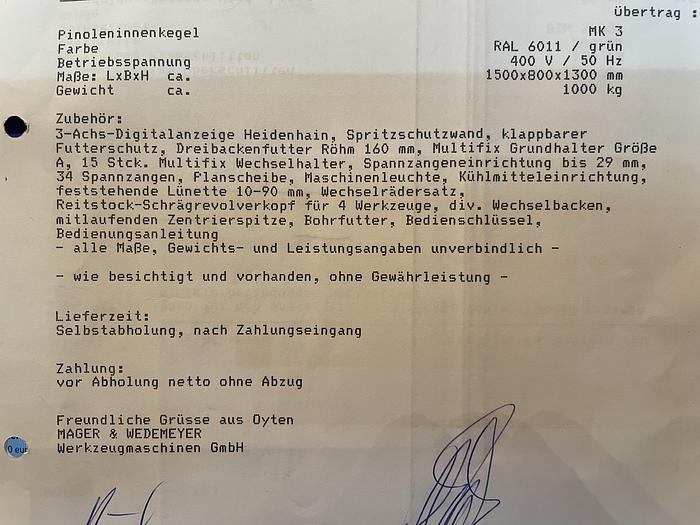 Übertrag :
Pinoleninnenkegel MK 3
Farbe RAL 6011 / grün
Betriebsspannung 400 V / 50 Hz
Maße: LxBxH ca. 1500x800x1300 mm
Gewicht ca. 1000 kg
Zubehör:
3-Achs-Digitalanzeige Heidenhain, Spritzschutzwand, klappbarer
Futterschutz, Dreibackenfutter Röhm 160 mm, Multifix Grundhalter Größe
A, 15 Stck. Multifix Wechselhalter, Spannzangeneinrichtung bis 29 mm,
34 Spannzangen, Planscheibe, Maschinenleuchte, Kühlmitteleinrichtung,
feststehende Lünette 10-90 mm, Wechselrädersatz,
Reitstock-Schrägrevolverkopf für 4 Werkzeuge, div. Wechselbacken,
mitlaufenden Zentrierspitze, Bohrfutter, Bedienschlüssel,
Bedienungsanleitung
- alle Maße, Gewichts- und Leistungsangaben unverbindlich -
- wie besichtigt und vorhanden, ohne Gewährleistung -
Lieferzeit:
Selbstabholung, nach Zahlungseingang
Zahlung:
vor Abholung netto ohne Abzug
Freundliche Grüsse aus Oyten
MAGER & WEDEMEYER
Werkzeugmaschinen GmbH
0 eur